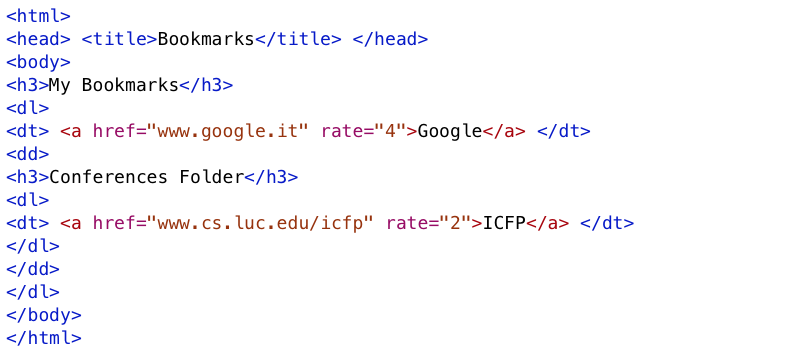 <html>
<head> <title>Bookmarks</title> </head>
<body>
<h3>My Bookmarks</h3>
<dl>
<dt> <a href="www.google.it" rate="4">Google</a> </dt>
<dd>
<h3>Conferences Folder</h3>
<dl>
<dt> <a href="www.cs.luc.edu/icfp" rate="2">ICFP</a> </dt>
</dl>
</dd>
</dl>
</body>
</html>